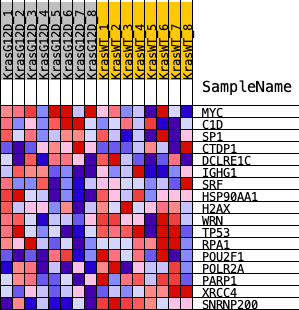 KrasG12D_1
KrasG12D_2
KrasG12D_3
KrasG12D_4
KrasG12D_5
KrasG12D_6
KrasG12D_7
KrasG12D_8
KrasWT_1
KrasWT_2
KrasWT_3
KrasWT_4
KrasWT_5
KrasWT_6
KrasWT_7
KrasWT_8
SampleName
MYC
C1D
SP1
CTDP1
DCLRE1C
IGHG1
SRF
HSP90AA1
H2AX
WRN
TP53
RPA1
POU2F1
POLR2A
PARP1
XRCC4
SNRNP200